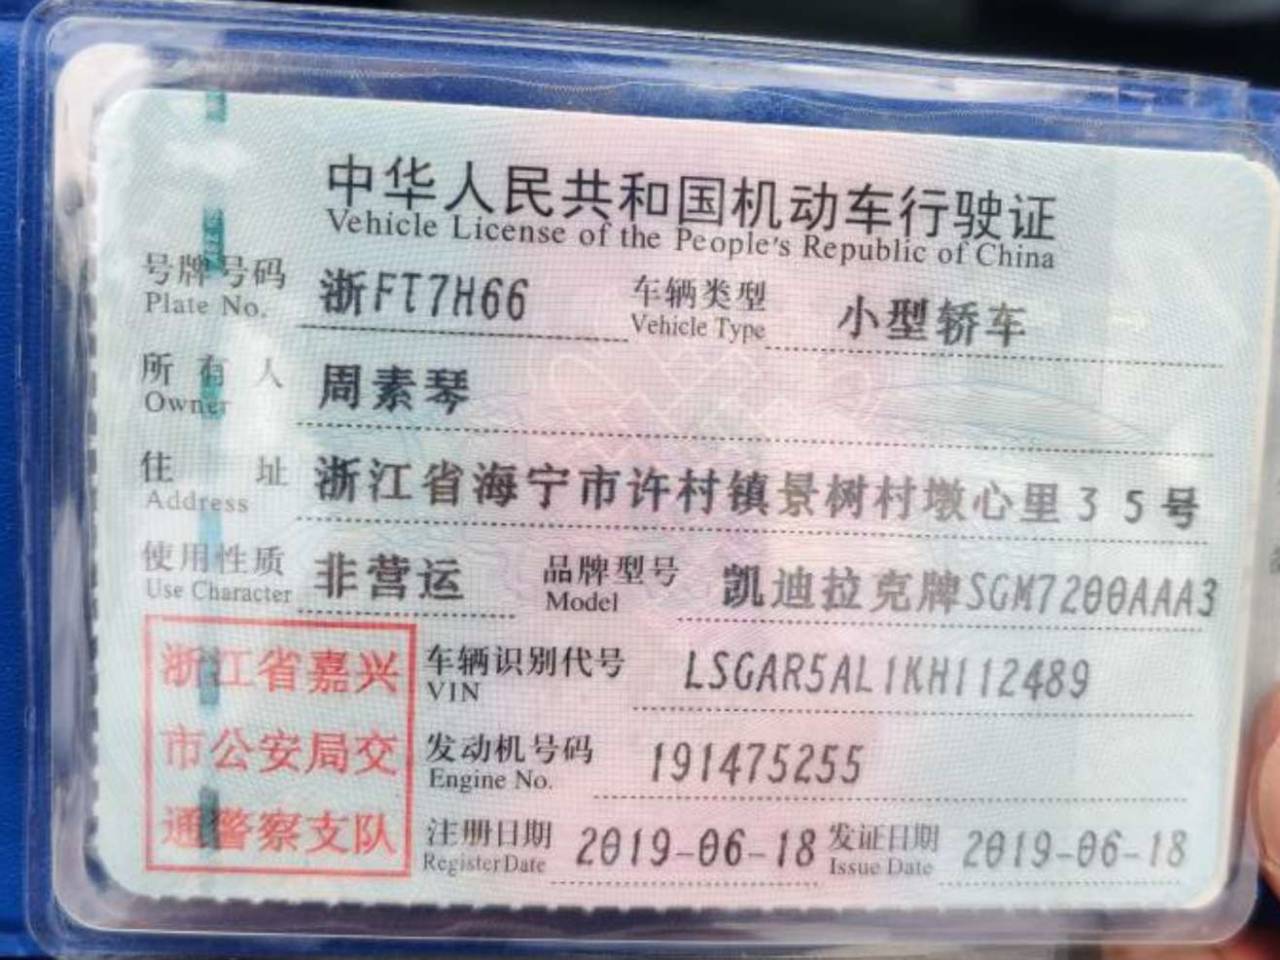 中华人民共和国机动车行驶证
Vehicle License of the People's Republic of China
号牌号码 浙FT7H66 车辆类型 小型轿车
Plate No. Vehicle Type
所有人 周素琴
Owner
住址 浙江省海宁市许村镇景树村墩心里35号
Address
使用性质 非营运 品牌型号 凯迪拉克牌SGM7200AAA3
Use Character Model
浙江省嘉兴
市公安局交
通警察支队
车辆识别代号 LSGAR5AL1KH112489
VIN
发动机号码 191475255
Engine No.
注册日期 2019-06-18 发证日期 2019-06-18
Register Date Issue Date